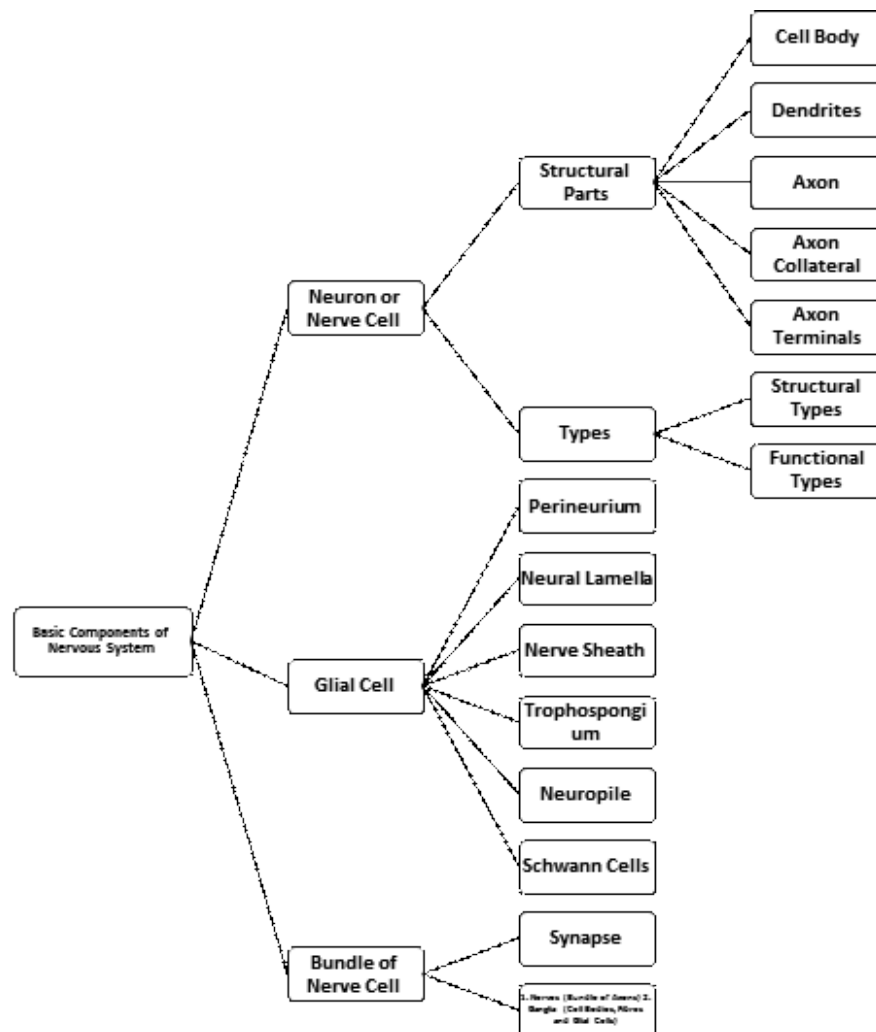 Cell Body
Dendrites
Structural
Parts
Axon
Axon
Collateral
Neuron or
Nerve Cell
Axon
Terminals
Structural
Types
Types
Functional
Types
Perineurium
Neural Lamella
Basic Components of
Nervous System
Nerve Sheath
Glial Cell
Trophospongi
um
Neuropile
Schwann Cells
Synapse
Bundle of
Nerve Cell
1. Nerves (Bundle of Axons) 2.
(Cell Bodies,
and Glial Cells)